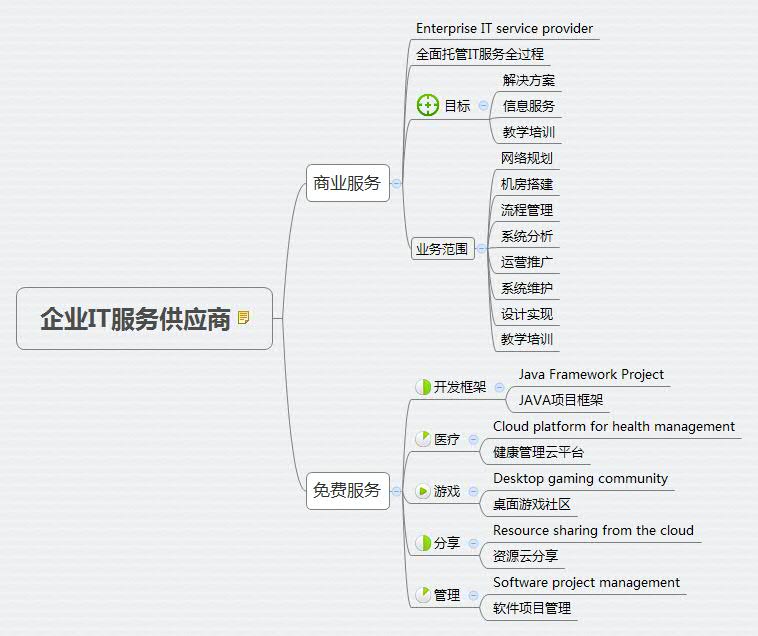 企业IT服务供应商
商业服务
Enterprise IT service provider
全面托管IT服务全过程
目标
解决方案
信息服务
教学培训
业务范围
网络规划
机房搭建
流程管理
系统分析
运营推广
系统维护
设计实现
教学培训
免费服务
开发框架
Java Framework Project
JAVA项目框架
医疗
Cloud platform for health management
健康管理云平台
游戏
Desktop gaming community
桌面游戏社区
分享
Resource sharing from the cloud
资源云分享
管理
Software project management
软件项目管理